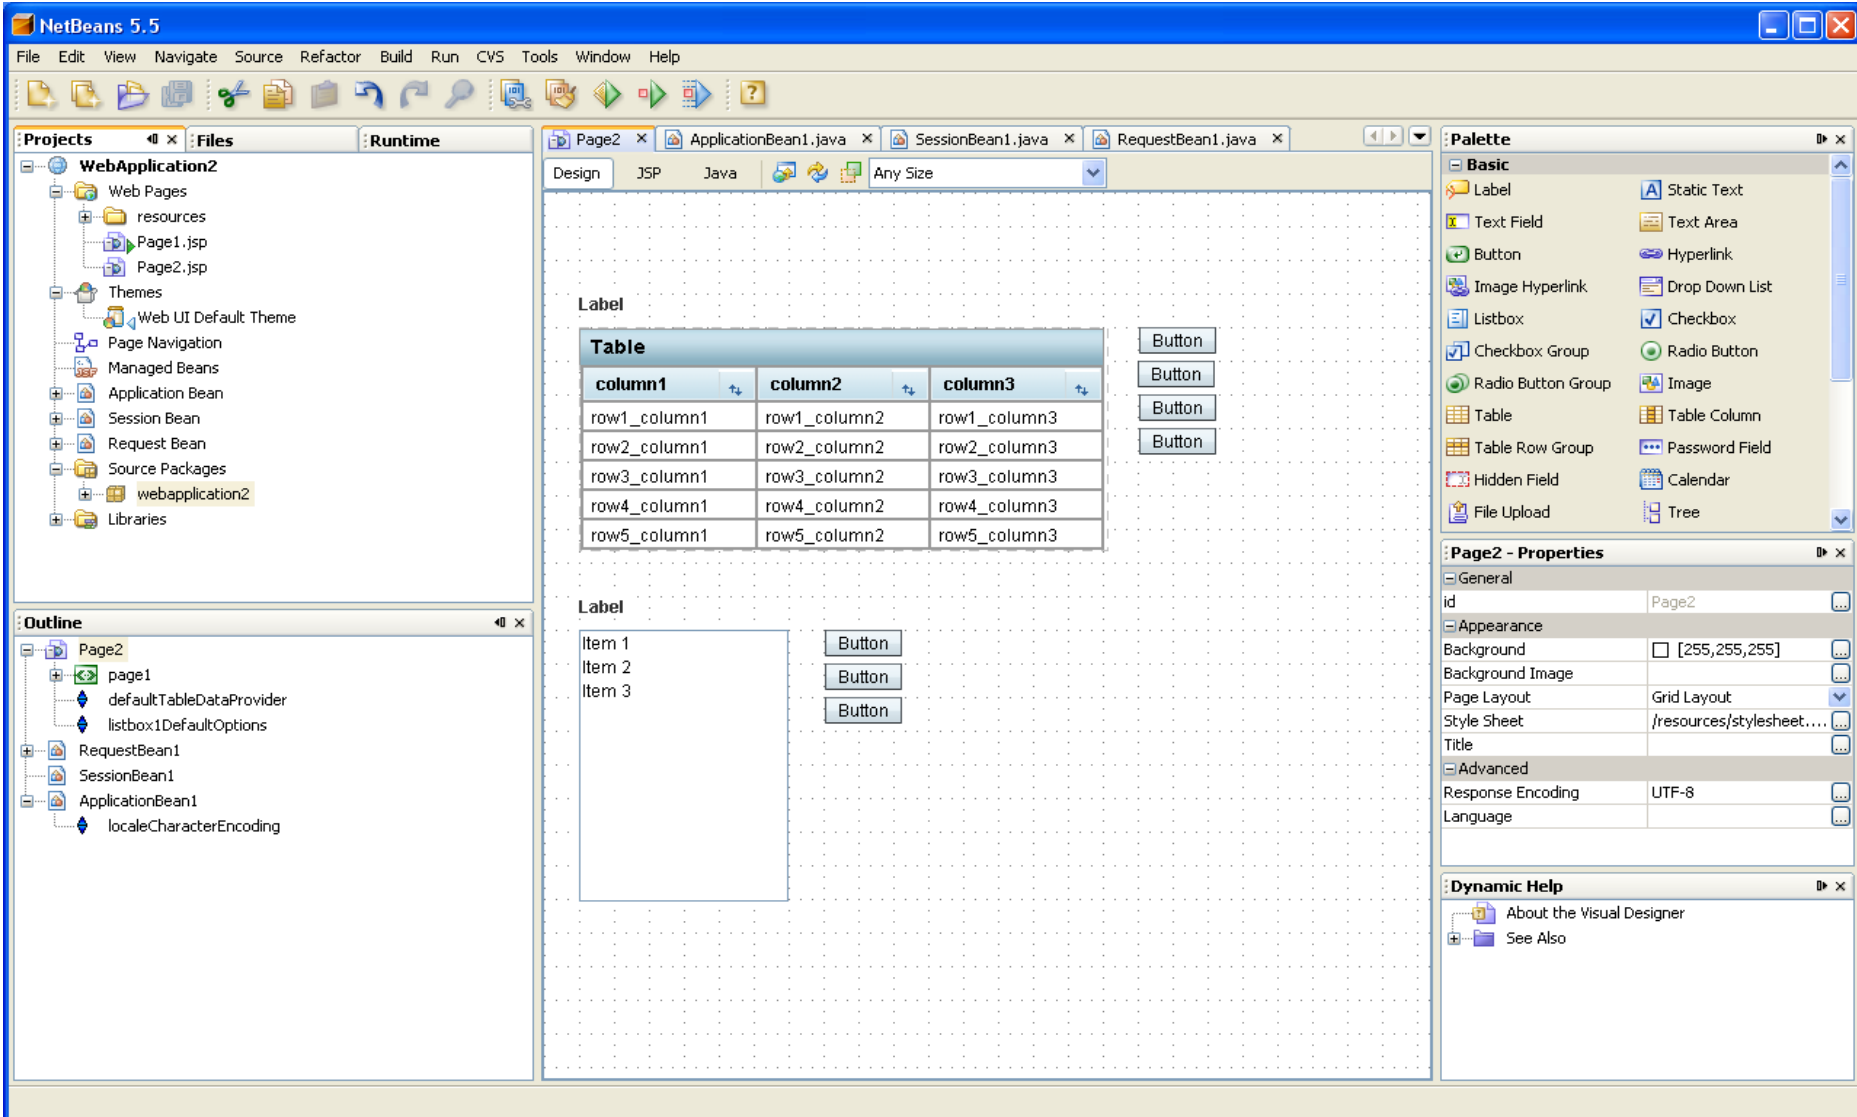 NetBeans 5.5
File Edit View Navigate Source Refactor Build Run CVS Tools Window Help
Projects Files Runtime
WebApplication2
Web Pages
resources
Page1.jsp
Page2.jsp
Themes
Web UI Default Theme
Page Navigation
Managed Beans
Application Bean
Session Bean
Request Bean
Source Packages
webapplication2
Libraries
Outline
Page2
page1
defaultTableDataProvider
listbox1DefaultOptions
RequestBean1
SessionBean1
ApplicationBean1
localeCharacterEncoding
Page2 ApplicationBean1.java SessionBean1.java RequestBean1.java
Design JSP Java Any Size
Label
Table
column1 column2 column3
row1_column1 row1_column2 row1_column3
row2_column1 row2_column2 row2_column3
row3_column1 row3_column2 row3_column3
row4_column1 row4_column2 row4_column3
row5_column1 row5_column2 row5_column3
Button
Button
Button
Button
Label
Item 1
Item 2
Item 3
Button
Button
Button
Palette
Basic
Label Static Text
Text Field Text Area
Button Hyperlink
Image Hyperlink Drop Down List
Listbox Checkbox
Checkbox Group Radio Button
Radio Button Group Image
Table Table Column
Table Row Group Password Field
Hidden Field Calendar
File Upload Tree
Page2 - Properties
General
id Page2
Appearance
Background [255,255,255]
Background Image
Page Layout Grid Layout
Style Sheet /resources/stylesheet....
Title
Advanced
Response Encoding UTF-8
Language
Dynamic Help
About the Visual Designer
See Also